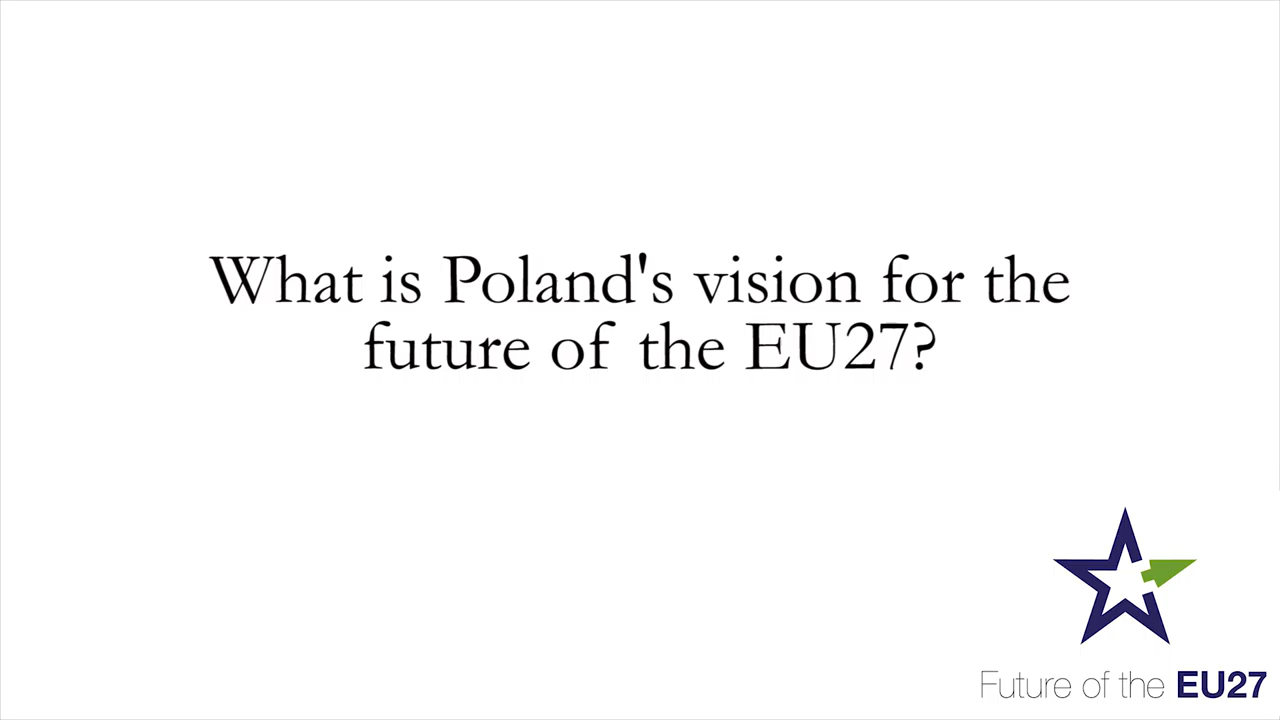 What is Poland's vision for the
future of the EU27?
Future of the EU27